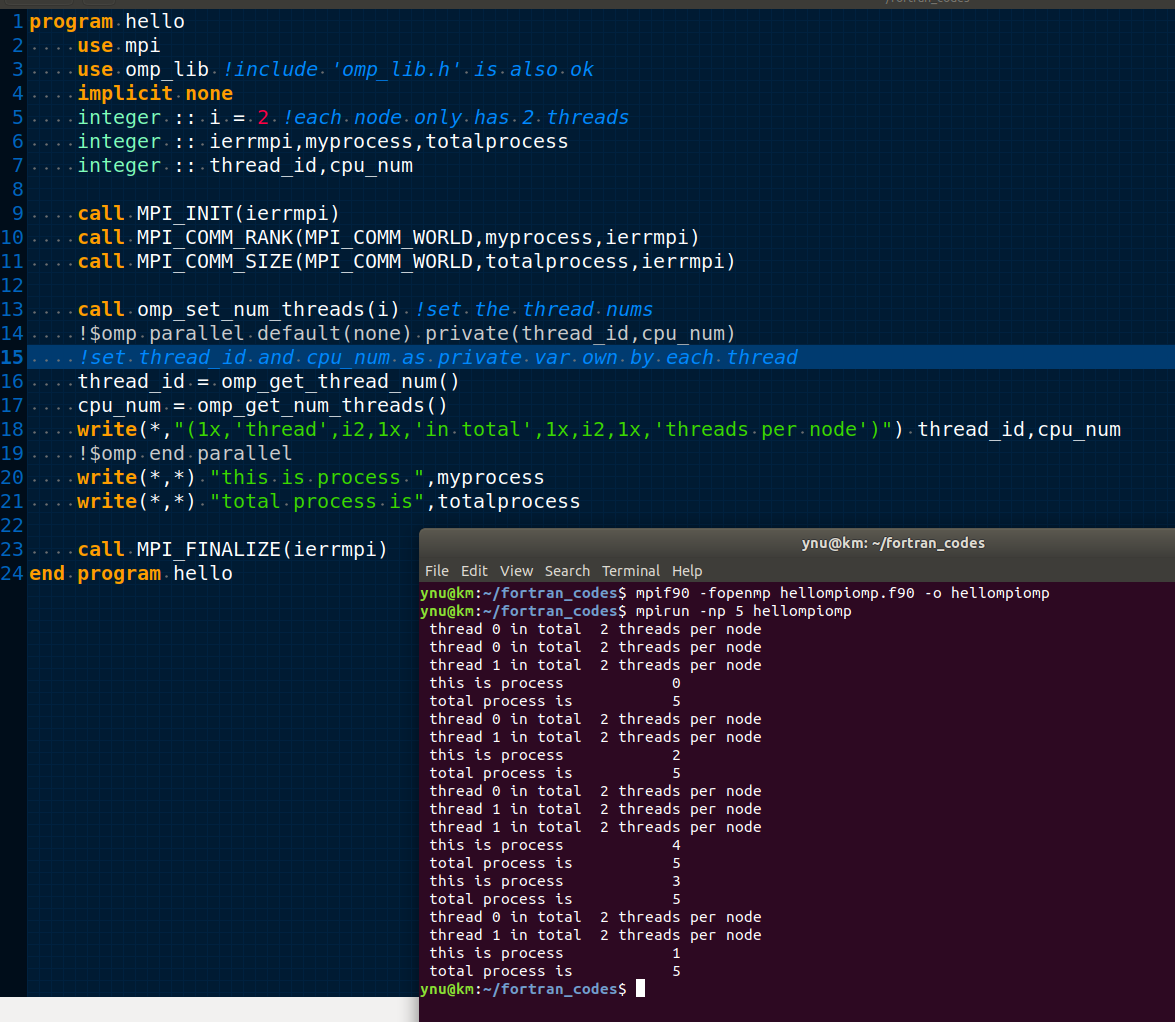 /fortran_codes
1 program hello
2 use mpi
3 use omp_lib !include 'omp_lib.h' is also ok
4 implicit none
5 integer :: i = 2 !each node only has 2 threads
6 integer :: ierrmpi,myprocess,totalprocess
7 integer :: thread_id,cpu_num
8
9 call MPI_INIT(ierrmpi)
10 call MPI_COMM_RANK(MPI_COMM_WORLD,myprocess,ierrmpi)
11 call MPI_COMM_SIZE(MPI_COMM_WORLD,totalprocess,ierrmpi)
12
13 call omp_set_num_threads(i) !set the thread nums
14 !$omp parallel default(none) private(thread_id,cpu_num)
15 !set thread_id and cpu_num as private var own by each thread
16 thread_id = omp_get_thread_num()
17 cpu_num = omp_get_num_threads()
18 write(*,"(1x,'thread',i2,1x,'in total',1x,i2,1x,'threads per node')") thread_id,cpu_num
19 !$omp end parallel
20 write(*,*) "this is process ",myprocess
21 write(*,*) "total process is",totalprocess
22
23 call MPI_FINALIZE(ierrmpi)
24 end program hello
ynu@km: ~/fortran_codes
File Edit View Search Terminal Help
ynu@km:~/fortran_codes$ mpif90 -fopenmp hellompiomp.f90 -o hellompiomp
ynu@km:~/fortran_codes$ mpirun -np 5 hellompiomp
thread 0 in total  2 threads per node
thread 0 in total  2 threads per node
thread 1 in total  2 threads per node
this is process            0
total process is           5
thread 0 in total  2 threads per node
thread 1 in total  2 threads per node
this is process            2
total process is           5
thread 0 in total  2 threads per node
thread 1 in total  2 threads per node
thread 1 in total  2 threads per node
this is process            4
total process is           5
this is process            3
total process is           5
thread 0 in total  2 threads per node
thread 1 in total  2 threads per node
this is process            1
total process is           5
ynu@km:~/fortran_codes$